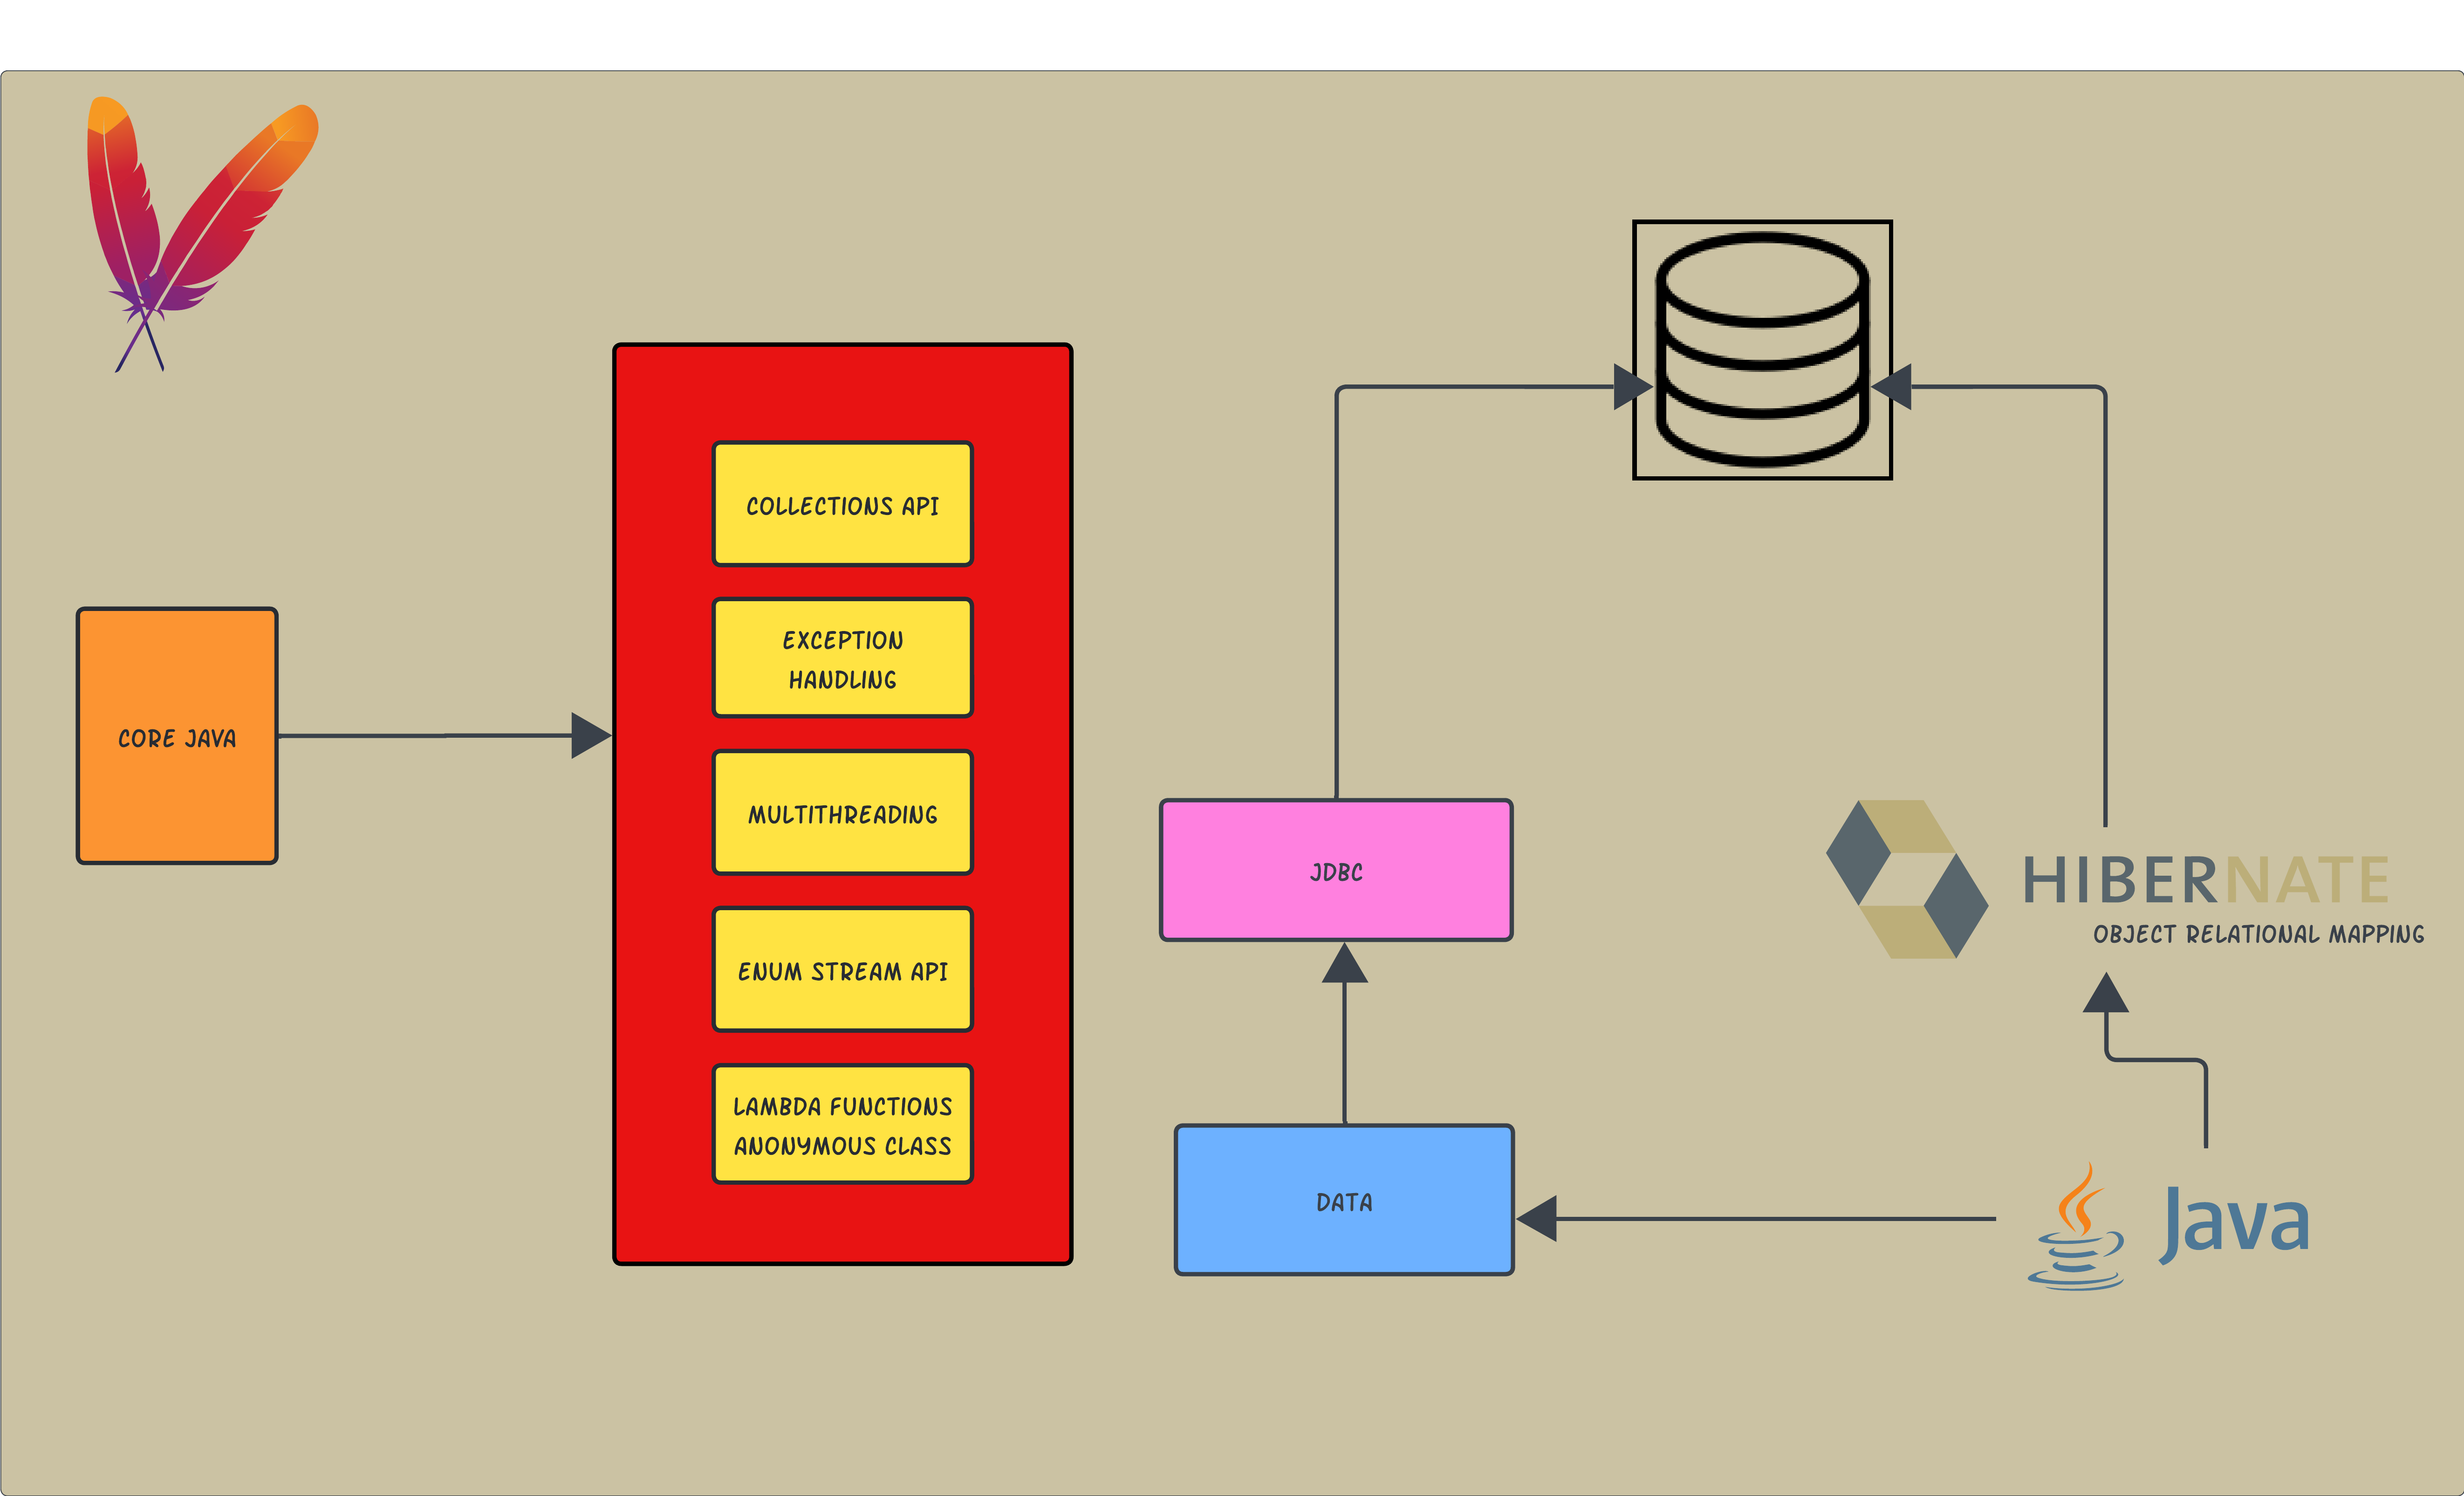 COLLECTIONS API
EXCEPTION
HANDLING
CORE JAVA
MULTITHREADING
ENUM STREAM API
LAMBDA FUNCTIONS
ANONYMOUS CLASS
JDBC
DATA
HIBERNATE
OBJECT RELATIONAL MAPPING
Java